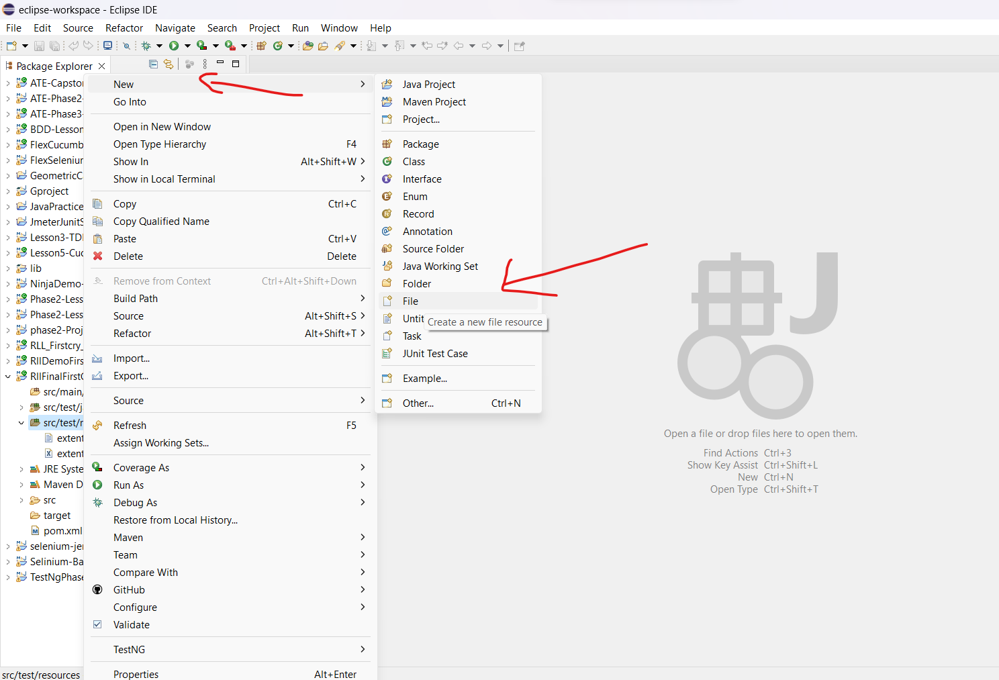 eclipse-workspace - Eclipse IDE
File Edit Source Refactor Navigate Search Project Run Window Help
Package Explorer
ATE-Capstor
ATE-Phase2-
ATE-Phase3-
BDD-Lesson
FlexCucumb
FlexSeleniur
GeometricC
Gproject
JavaPractice
JmeterJunitS
Lesson3-TDI
Lesson5-Cuc
lib
NinjaDemo-
Phase2-Less
Phase2-Less
phase2-Proj
RLL_Firstcry_
RllDemoFirs
RllFinalFirstC
src/main/
src/test/j
src/test/r
extent
extent
JRE Syste
Maven D
src
target
pom.xml
selenium-jer
Selinium-Ba
TestNgPhase
New
Go Into
Open in New Window
Open Type Hierarchy F4
Show In Alt+Shift+W
Show in Local Terminal
Copy Ctrl+C
Copy Qualified Name
Paste Ctrl+V
Delete Delete
Remove from Context Ctrl+Alt+Shift+Down
Build Path
Source Alt+Shift+S
Refactor Alt+Shift+T
Import...
Export...
Source
Refresh F5
Assign Working Sets...
Coverage As
Run As
Debug As
Restore from Local History...
Maven
Team
Compare With
GitHub
Configure
Validate
TestNG
Properties Alt+Enter
Java Project
Maven Project
Project...
Package
Class
Interface
Enum
Record
Annotation
Source Folder
Java Working Set
Folder
File
Untit
Create a new file resource
Task
JUnit Test Case
Example...
Other... Ctrl+N
Open a file or drop files here to open them.
Find Actions Ctrl+3
Show Key Assist Ctrl+Shift+L
New Ctrl+N
Open Type Ctrl+Shift+T
src/test/resources